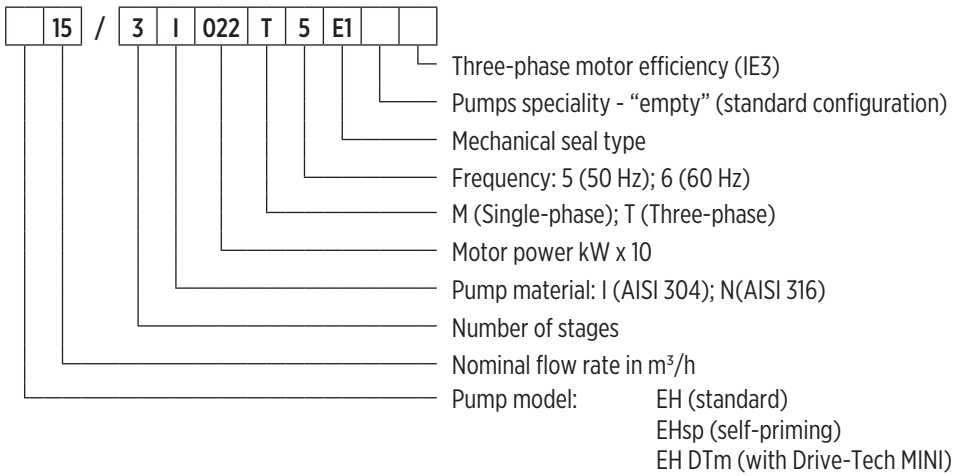 15 / 3 I 022 T 5 E1
Three-phase motor efficiency (IE3)
Pumps speciality - “empty” (standard configuration)
Mechanical seal type
Frequency: 5 (50 Hz); 6 (60 Hz)
M (Single-phase); T (Three-phase)
Motor power kW x 10
Pump material: I (AISI 304); N(AISI 316)
Number of stages
Nominal flow rate in m³/h
Pump model: EH (standard)
EHsp (self-priming)
EH DTm (with Drive-Tech MINI)